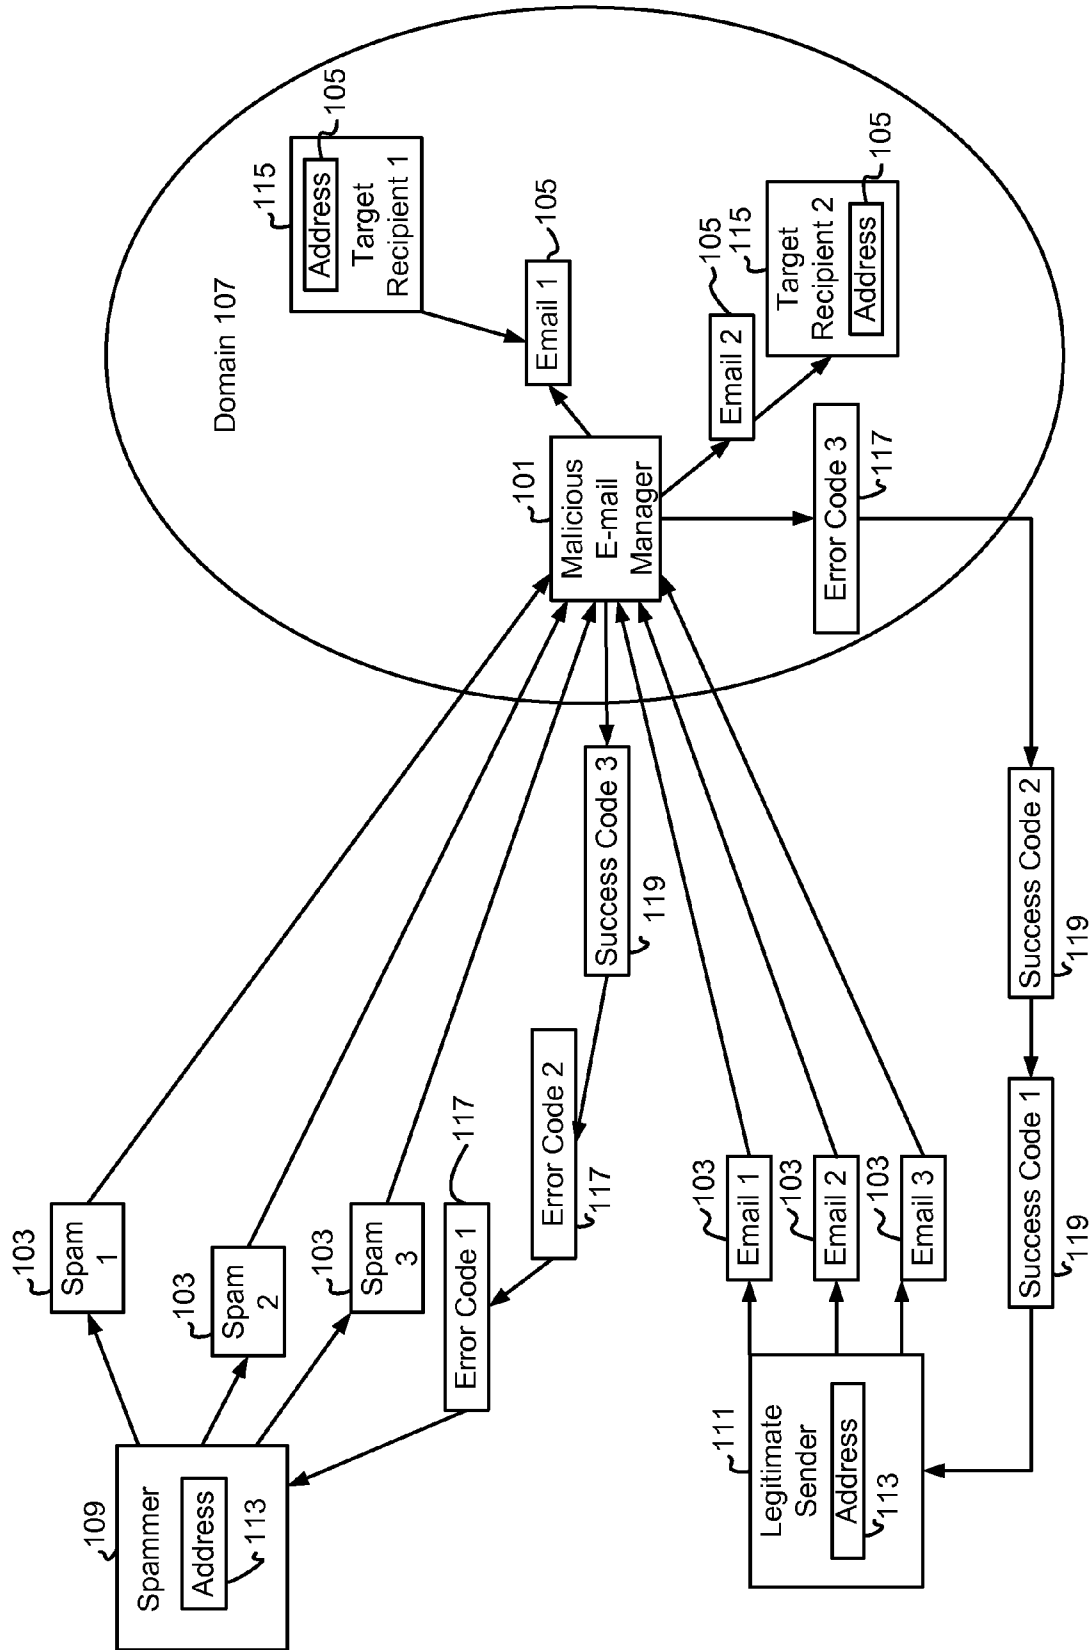 109
Spammer
Address
113
103
Spam
1
103
Spam
2
103
Spam
3
Error Code 1
117
Error Code 2
117
Success Code 3
119
111
Legitimate
Sender
Address
113
103
Email 1
103
Email 2
103
Email 3
Success Code 1
119
Success Code 2
119
Domain 107
101
Malicious
E-mail
Manager
Error Code 3
117
Email 1
105
Email 2
105
115
Address
105
Target
Recipient 1
115
Target
Recipient 2
Address
105